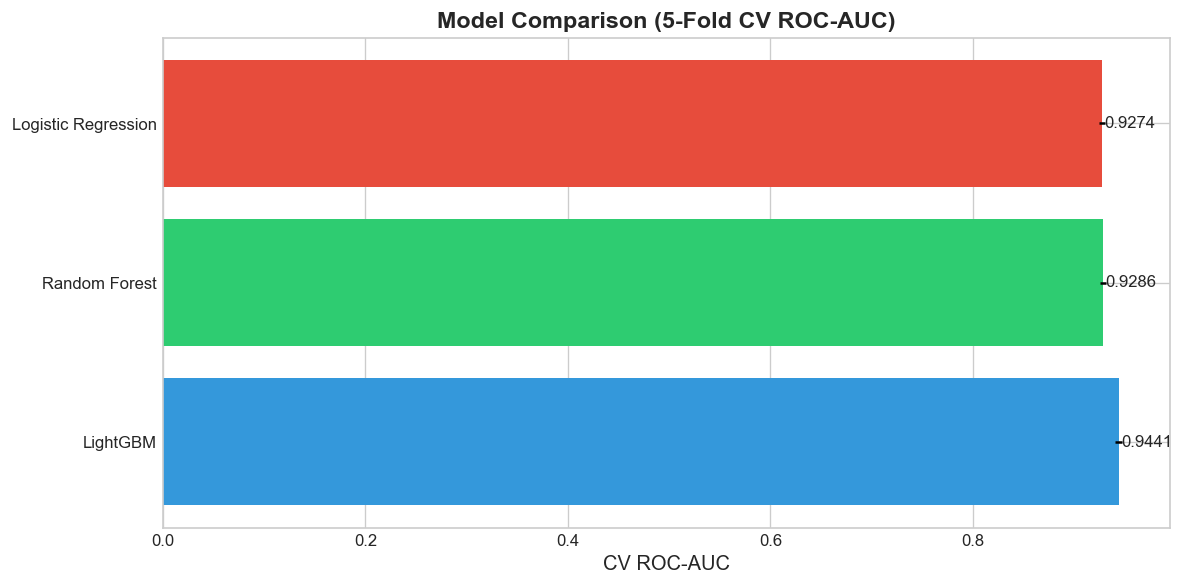 Model Comparison (5-Fold CV ROC-AUC)
Logistic Regression
0.9274
Random Forest
0.9286
LightGBM
0.9441
0.0 0.2 0.4 0.6 0.8
CV ROC-AUC